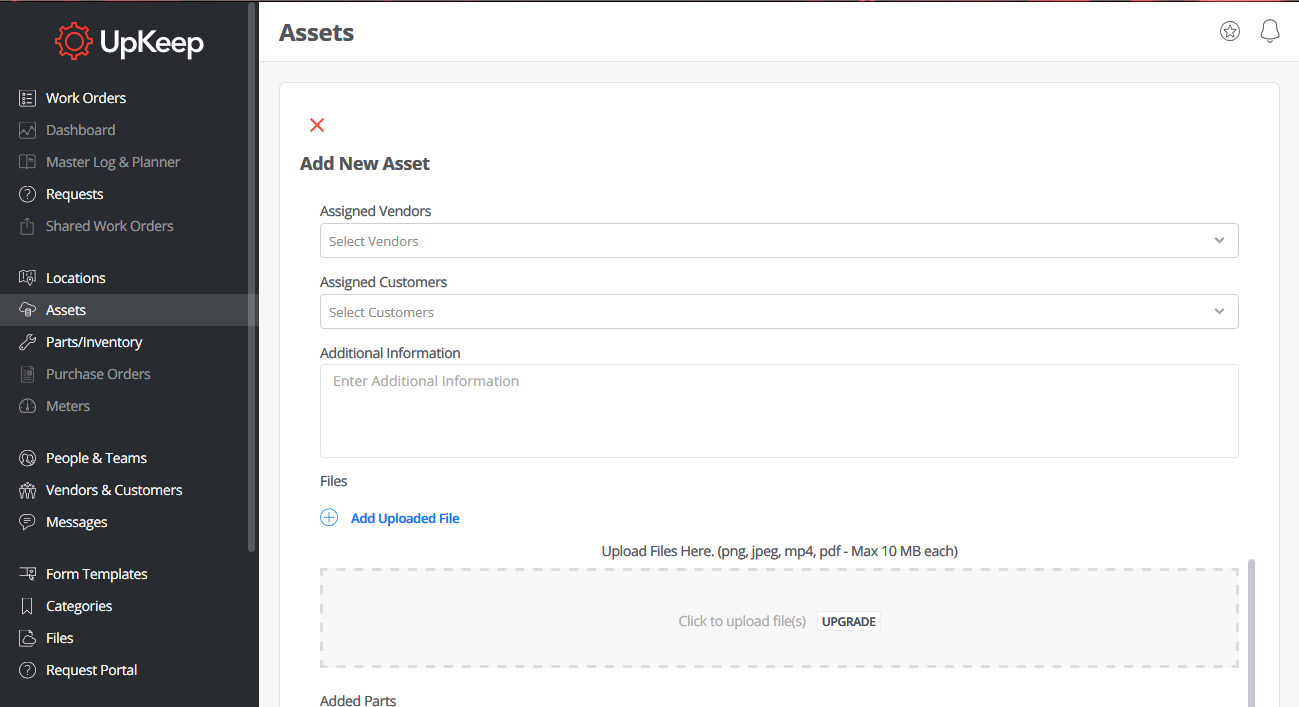 UpKeep
Work Orders
Dashboard
Master Log & Planner
Requests
Shared Work Orders
Locations
Assets
Parts/Inventory
Purchase Orders
Meters
People & Teams
Vendors & Customers
Messages
Form Templates
Categories
Files
Request Portal
Assets
Add New Asset
Assigned Vendors
Select Vendors
Assigned Customers
Select Customers
Additional Information
Enter Additional Information
Files
Add Uploaded File
Upload Files Here. (png, jpeg, mp4, pdf - Max 10 MB each)
Click to upload file(s) UPGRADE
Added Parts